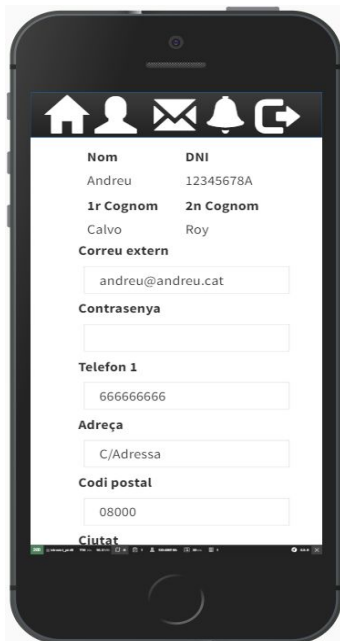 Nom DNI
Andreu 12345678A
1r Cognom 2n Cognom
Calvo Roy
Correu extern
andreu@andreu.cat
Contrasenya
Telefon 1
666666666
Adreça
C/Adressa
Codi postal
08000
Ciutat